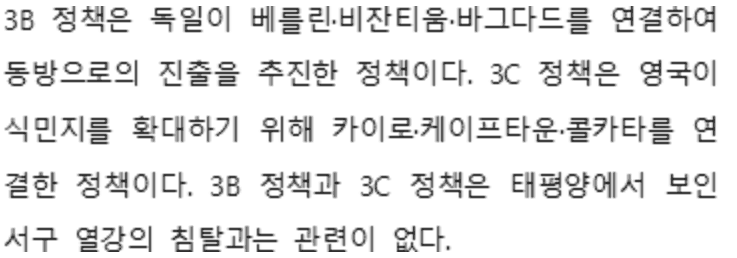 3B 정책은 독일이 베를린·비잔티움·바그다드를 연결하여
동방으로의 진출을 추진한 정책이다. 3C 정책은 영국이
식민지를 확대하기 위해 카이로·케이프타운·콜카타를 연
결한 정책이다. 3B 정책과 3C 정책은 태평양에서 보인
서구 열강의 침탈과는 관련이 없다.